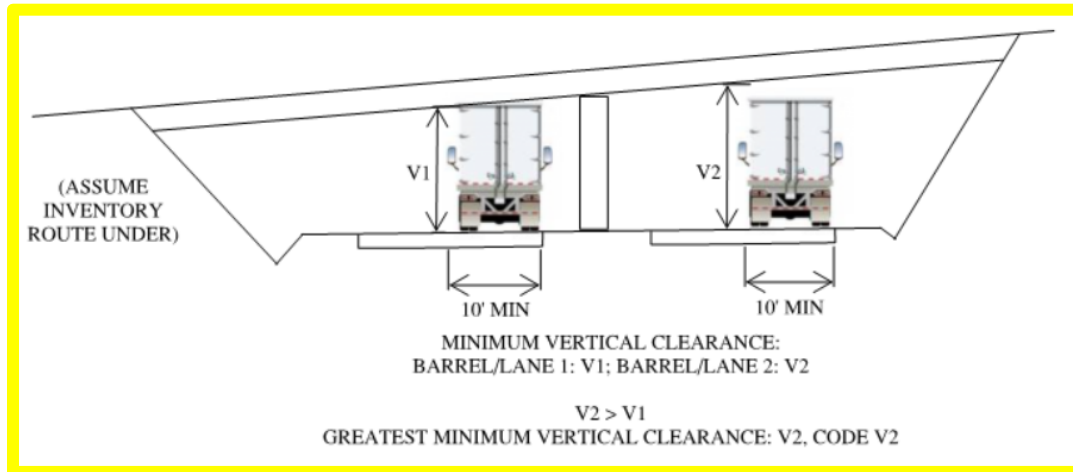 V1
V2
(ASSUME
INVENTORY
ROUTE UNDER)
10' MIN
10' MIN
MINIMUM VERTICAL CLEARANCE:
BARREL/LANE 1: V1; BARREL/LANE 2: V2
V2 > V1
GREATEST MINIMUM VERTICAL CLEARANCE: V2, CODE V2